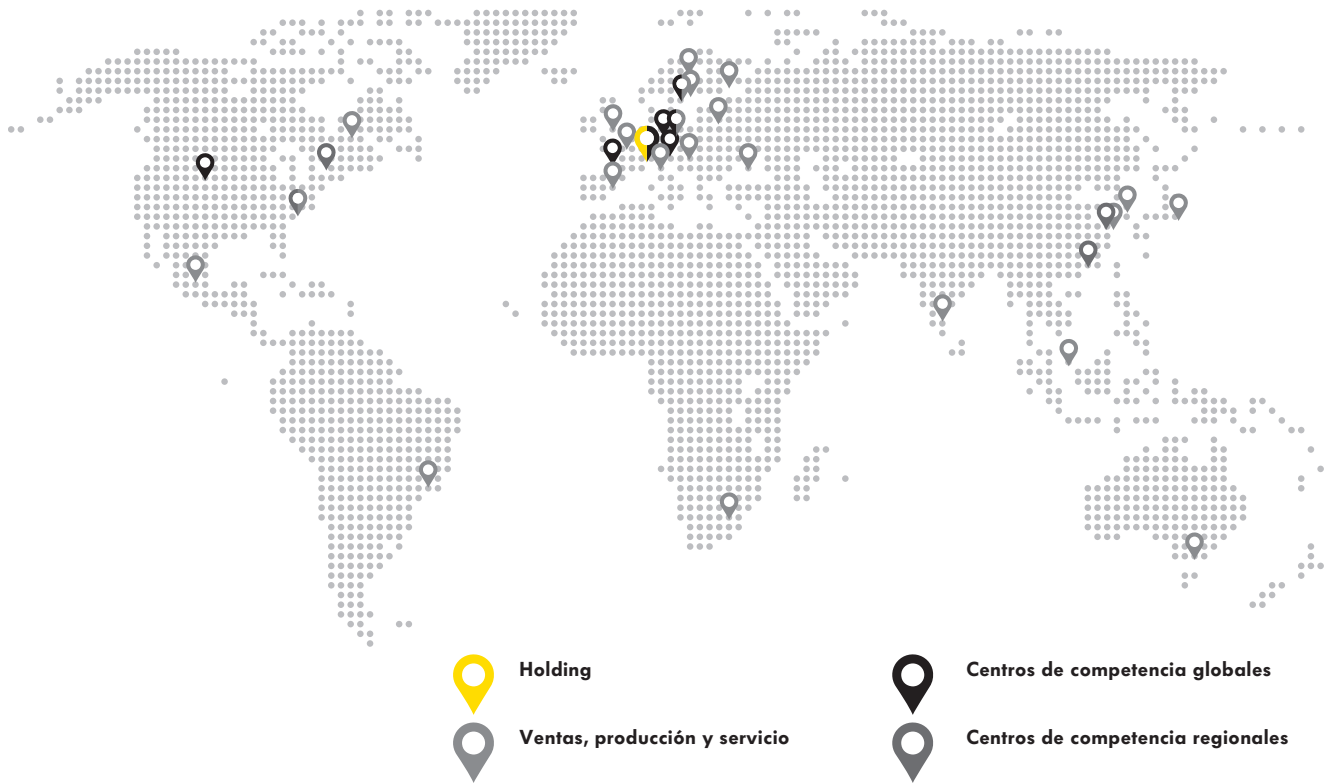 Holding
Centros de competencia globales
Ventas, producción y servicio
Centros de competencia regionales